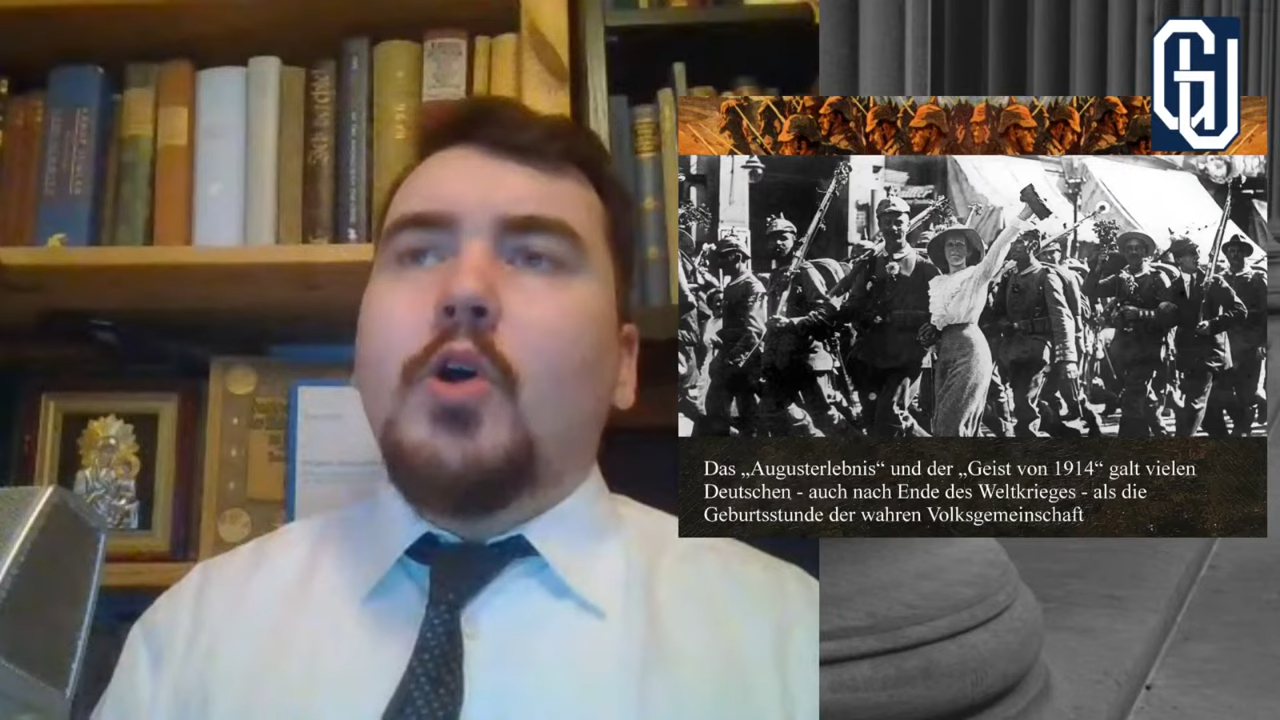 GU
Das „Augusterlebnis“ und der „Geist von 1914“ galt vielen
Deutschen - auch nach Ende des Weltkrieges - als die
Geburtsstunde der wahren Volksgemeinschaft